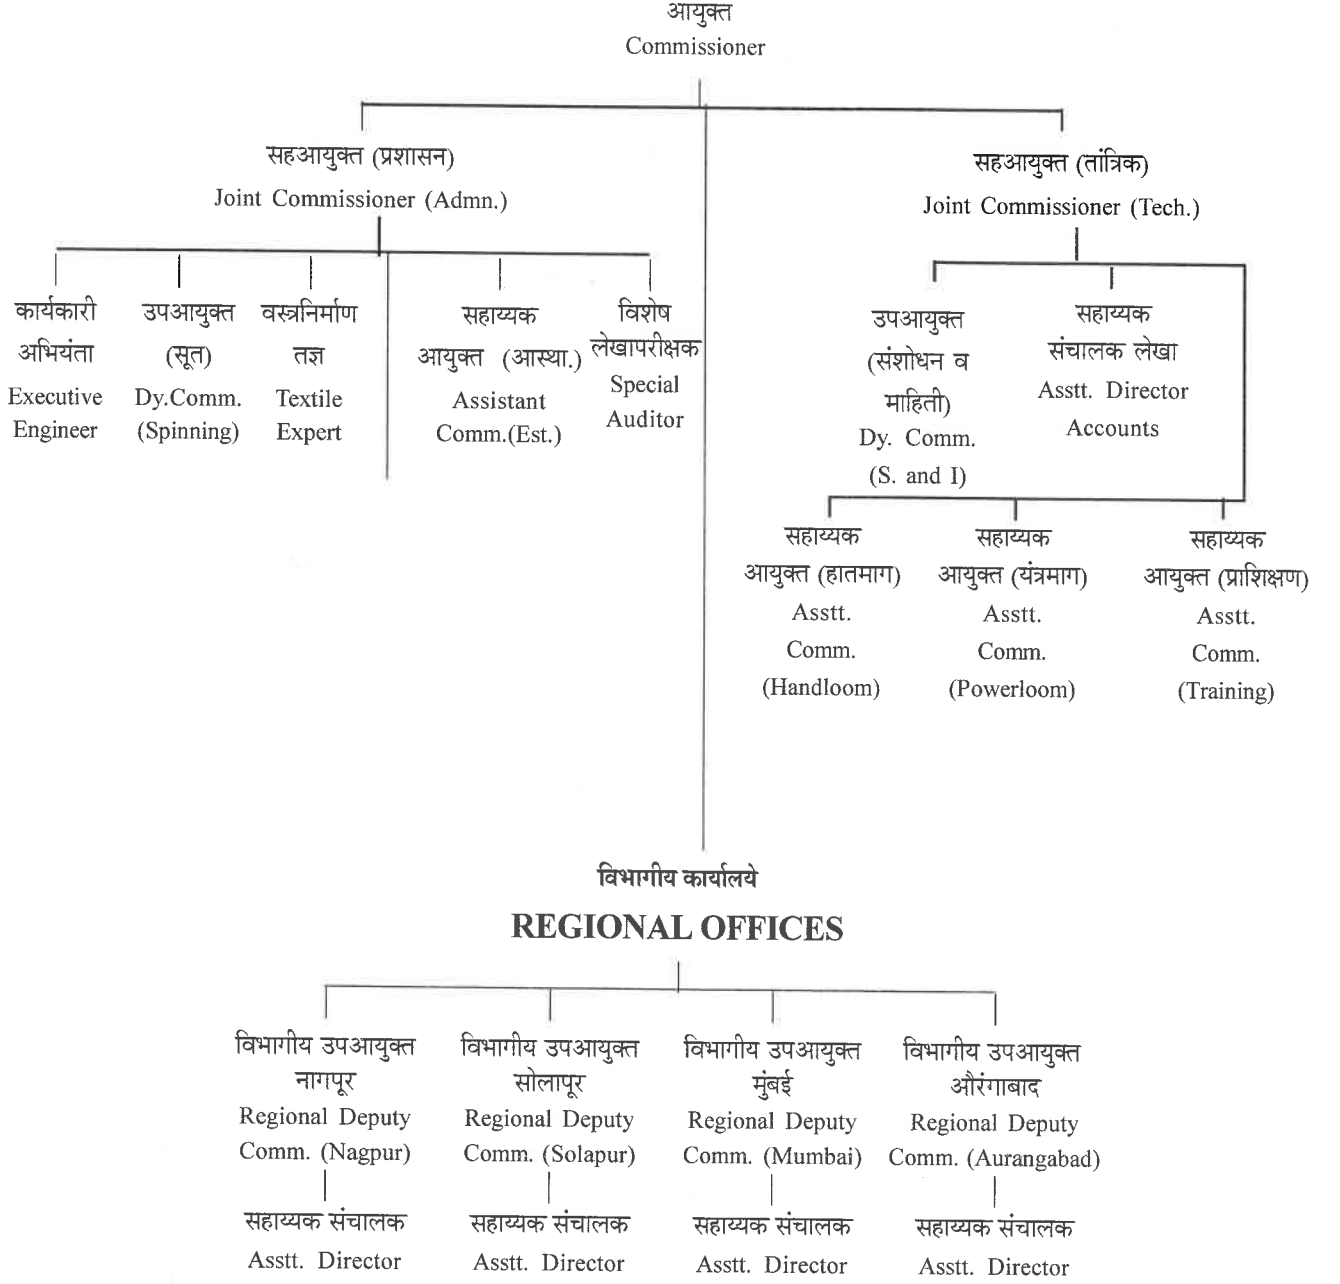 आयुक्त
Commissioner
सहआयुक्त (प्रशासन)
Joint Commissioner (Admn.)
सहआयुक्त (तांत्रिक)
Joint Commissioner (Tech.)
कार्यकारी
अभियंता
Executive
Engineer
उपआयुक्त
(सूत)
Dy.Comm.
(Spinning)
वस्त्रनिर्माण
तज्ञ
Textile
Expert
सहाय्यक
आयुक्त (आस्था.)
Assistant
Comm.(Est.)
विशेष
लेखापरीक्षक
Special
Auditor
उपआयुक्त
(संशोधन व
माहिती)
Dy. Comm.
(S. and I)
सहाय्यक
संचालक लेखा
Asstt. Director
Accounts
सहाय्यक
आयुक्त (हातमाग)
Asstt.
Comm.
(Handloom)
सहाय्यक
आयुक्त (यंत्रमाग)
Asstt.
Comm.
(Powerloom)
सहाय्यक
आयुक्त (प्राशिक्षण)
Asstt.
Comm.
(Training)
विभागीय कार्यालये
REGIONAL OFFICES
विभागीय उपआयुक्त
नागपूर
Regional Deputy
Comm. (Nagpur)
सहाय्यक संचालक
Asstt. Director
विभागीय उपआयुक्त
सोलापूर
Regional Deputy
Comm. (Solapur)
सहाय्यक संचालक
Asstt. Director
विभागीय उपआयुक्त
मुंबई
Regional Deputy
Comm. (Mumbai)
सहाय्यक संचालक
Asstt. Director
विभागीय उपआयुक्त
औरंगाबाद
Regional Deputy
Comm. (Aurangabad)
सहाय्यक संचालक
Asstt. Director